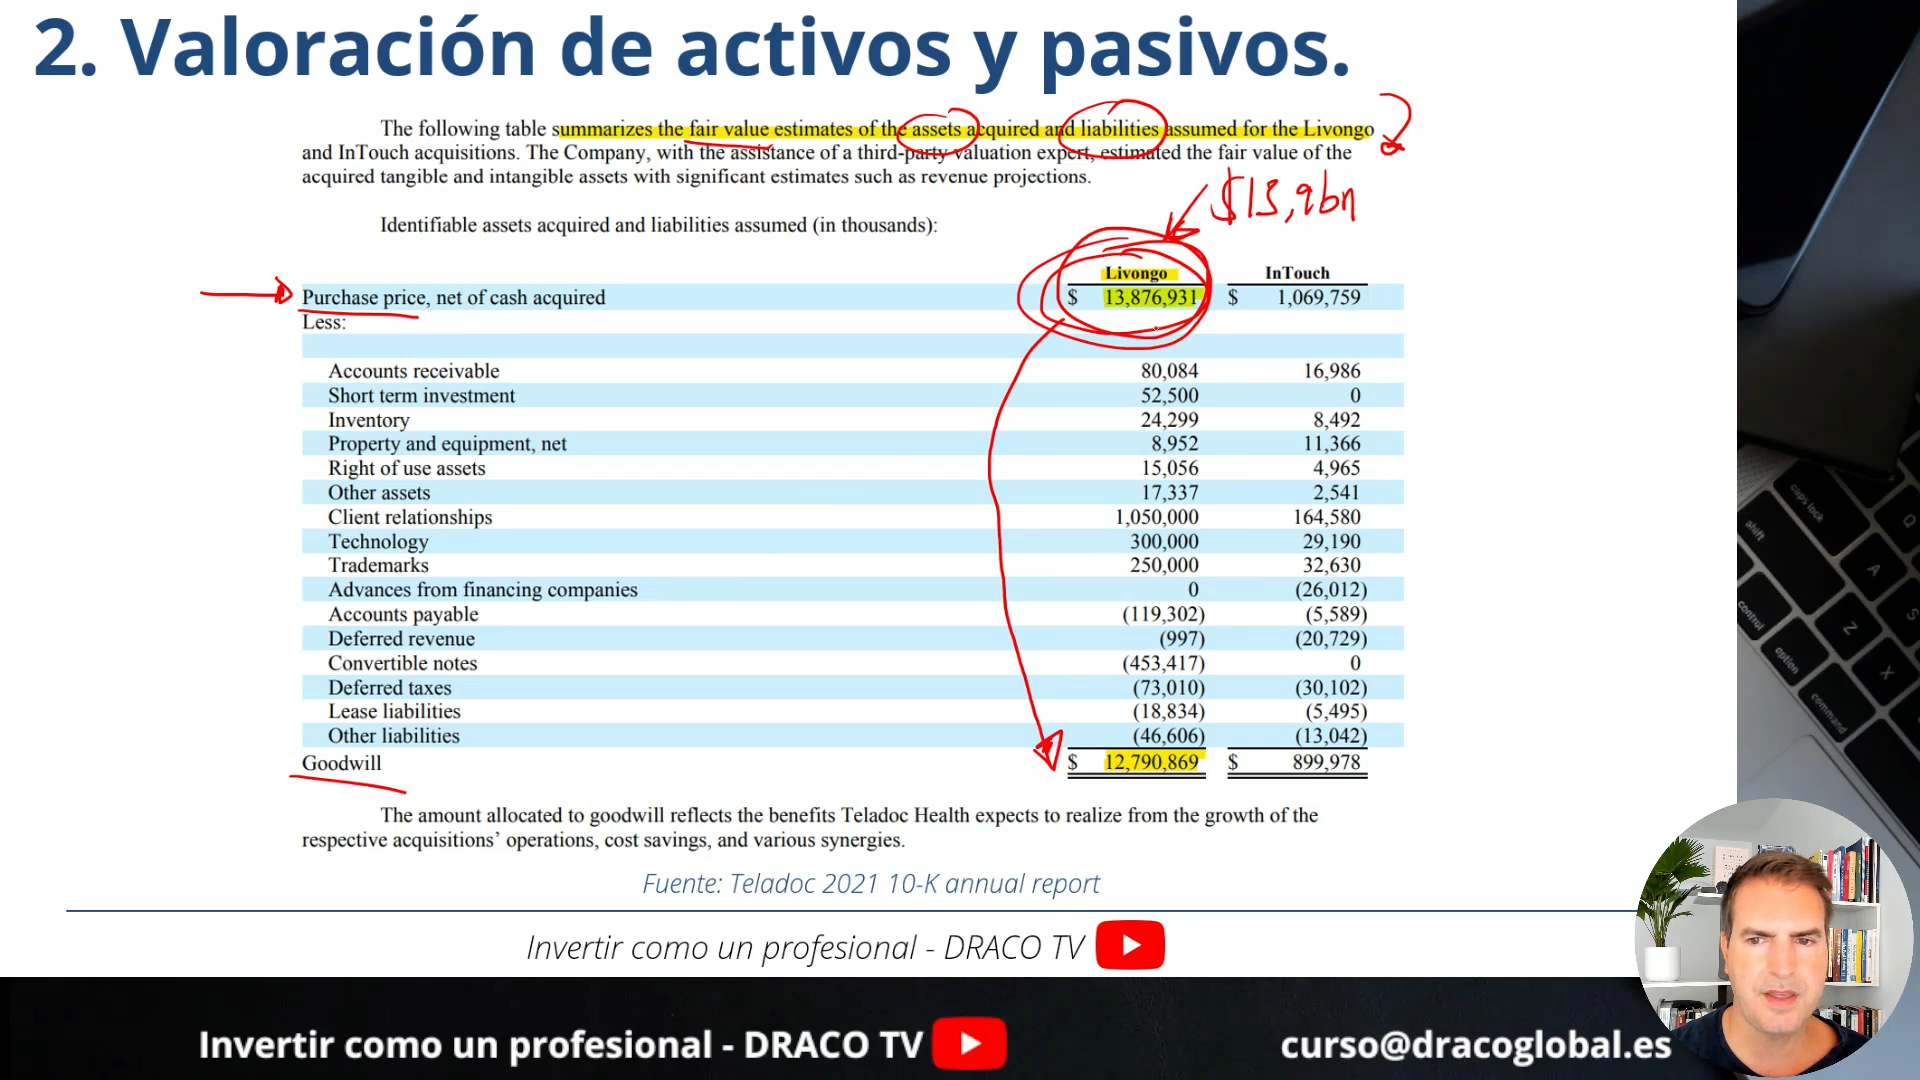 2. Valoración de activos y pasivos.
The following table summarizes the fair value estimates of the assets acquired and liabilities assumed for the Livongo
and InTouch acquisitions. The Company, with the assistance of a third-party valuation expert, estimated the fair value of the
acquired tangible and intangible assets with significant estimates such as revenue projections.
$13,9bn
Identifiable assets acquired and liabilities assumed (in thousands):
Livongo InTouch
Purchase price, net of cash acquired $ 13,876,931 $ 1,069,759
Less:
Accounts receivable 80,084 16,986
Short term investment 52,500 0
Inventory 24,299 8,492
Property and equipment, net 8,952 11,366
Right of use assets 15,056 4,965
Other assets 17,337 2,541
Client relationships 1,050,000 164,580
Technology 300,000 29,190
Trademarks 250,000 32,630
Advances from financing companies 0 (26,012)
Accounts payable (119,302) (5,589)
Deferred revenue (997) (20,729)
Convertible notes (453,417) 0
Deferred taxes (73,010) (30,102)
Lease liabilities (18,834) (5,495)
Other liabilities (46,606) (13,042)
Goodwill $ 12,790,869 $ 899,978
The amount allocated to goodwill reflects the benefits Teladoc Health expects to realize from the growth of the
respective acquisitions’ operations, cost savings, and various synergies.
Fuente: Teladoc 2021 10-K annual report
Invertir como un profesional - DRACO TV
Invertir como un profesional - DRACO TV
curso@dracoglobal.es
caps lock
shift
control
option
command
Q
A
Z
S
X